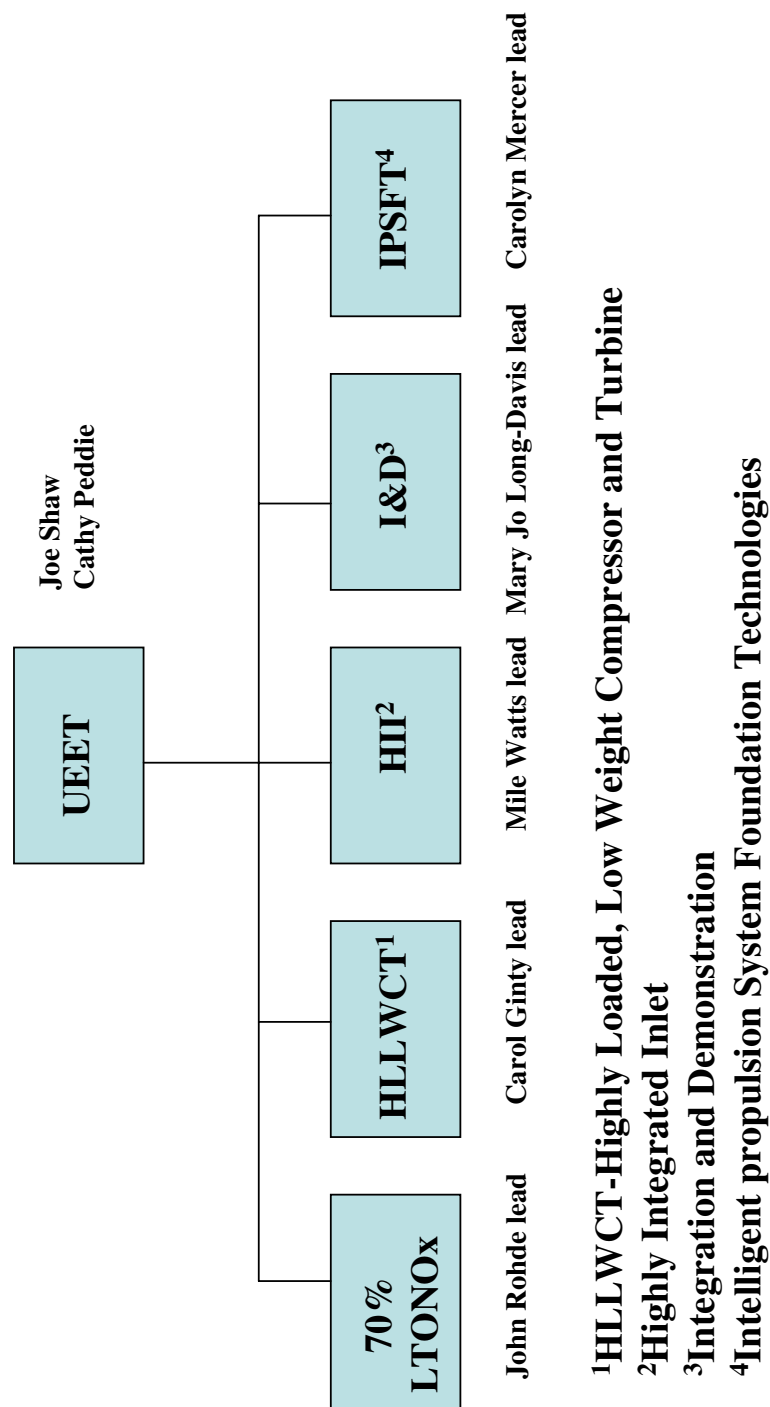 Joe Shaw
Cathy Peddie
UEET
70%
LTONOx
HLLWCT¹
HII²
I&D³
IPSFT⁴
John Rohde lead
Carol Ginty lead
Mile Watts lead
Mary Jo Long-Davis lead
Carolyn Mercer lead
¹HLLWCT-Highly Loaded, Low Weight Compressor and Turbine
²Highly Integrated Inlet
³Integration and Demonstration
⁴Intelligent propulsion System Foundation Technologies